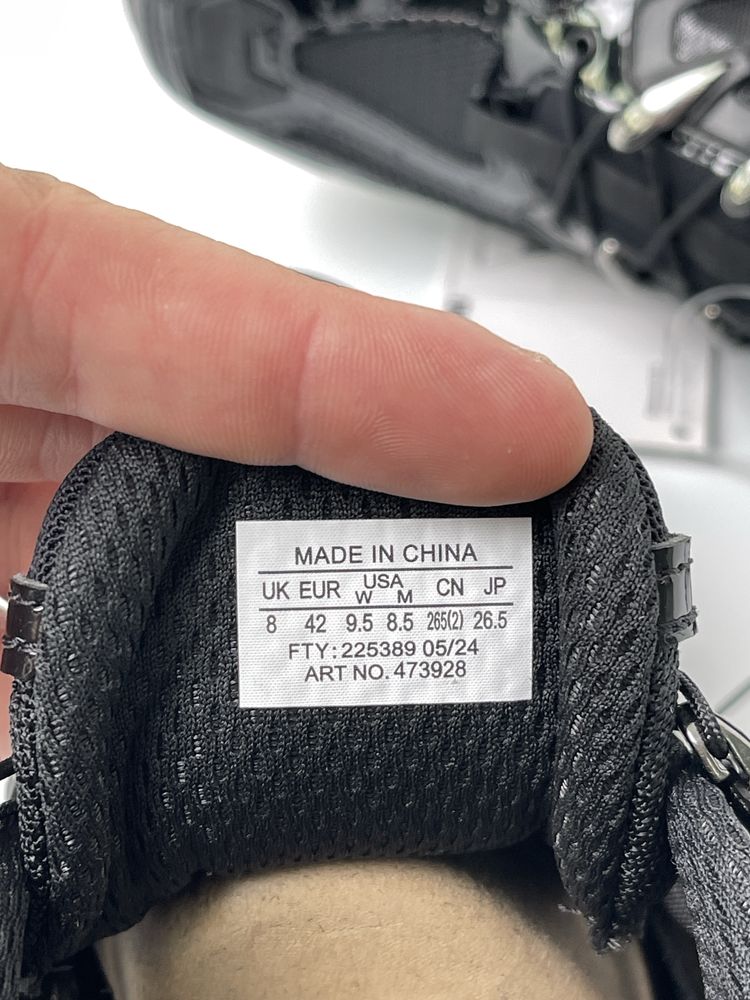 MADE IN CHINA
UK EUR USA W M CN JP
8 42 9.5 8.5 265(2) 26.5
FTY: 225389 05/24
ART NO. 473928